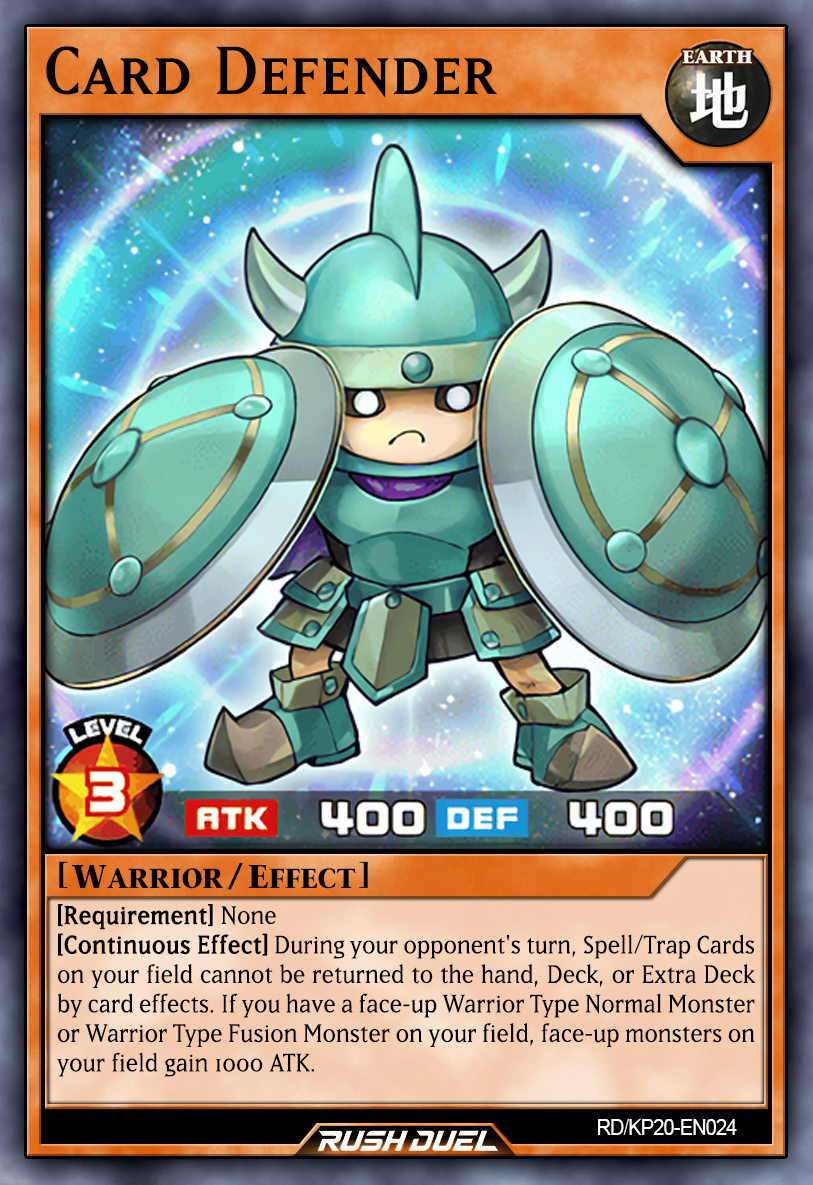 Card Defender
EARTH
地
LEVEL
3
ATK 400 DEF 400
[Warrior/Effect]
[Requirement] None
[Continuous Effect] During your opponent's turn, Spell/Trap Cards
on your field cannot be returned to the hand, Deck, or Extra Deck
by card effects. If you have a face-up Warrior Type Normal Monster
or Warrior Type Fusion Monster on your field, face-up monsters on
your field gain 1000 ATK.
RD/KP20-EN024
RUSH DUEL